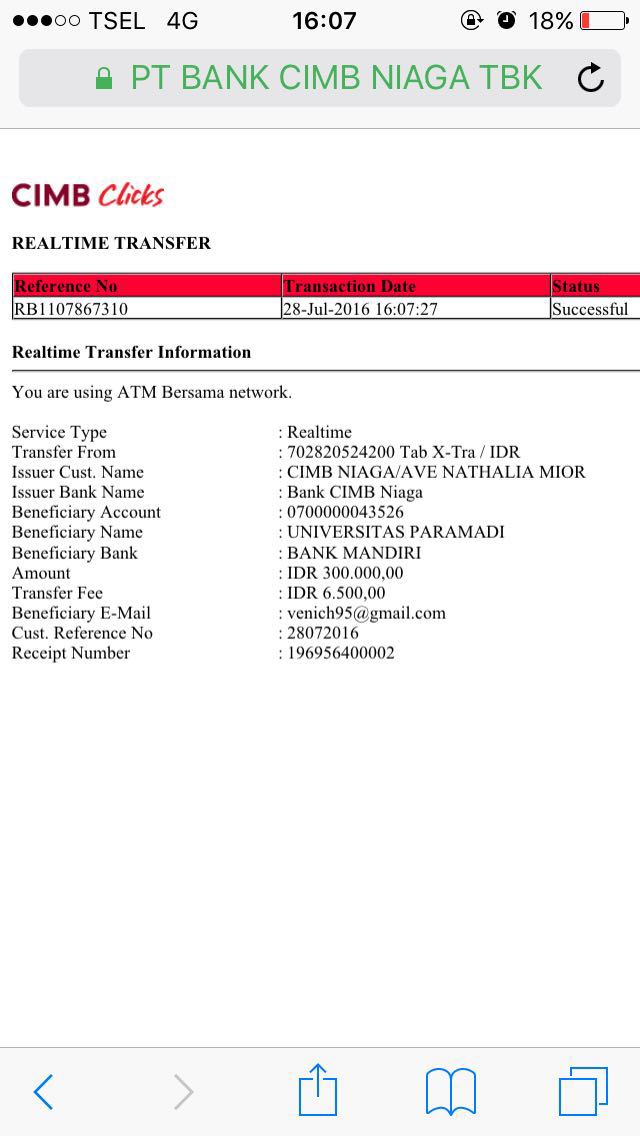 TSEL 4G 16:07 18%
PT BANK CIMB NIAGA TBK
CIMB Clicks
REALTIME TRANSFER
Reference No Transaction Date Status
RB1107867310 28-Jul-2016 16:07:27 Successful
Realtime Transfer Information
You are using ATM Bersama network.
Service Type : Realtime
Transfer From : 702820524200 Tab X-Tra / IDR
Issuer Cust. Name : CIMB NIAGA/AVE NATHALIA MIOR
Issuer Bank Name : Bank CIMB Niaga
Beneficiary Account : 0700000043526
Beneficiary Name : UNIVERSITAS PARAMADI
Beneficiary Bank : BANK MANDIRI
Amount : IDR 300.000,00
Transfer Fee : IDR 6.500,00
Beneficiary E-Mail : venich95@gmail.com
Cust. Reference No : 28072016
Receipt Number : 196956400002